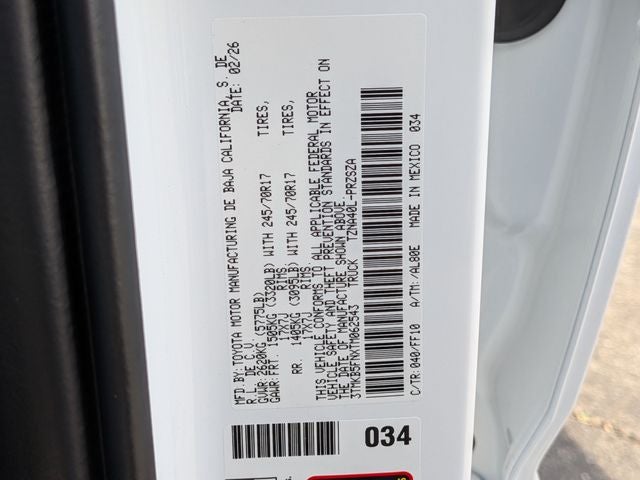 MFD.BY:TOYOTA MOTOR MANUFACTURING DE BAJA CALIFORNIA, S. DE
R. L. DE C.V. DATE: 02/26
GVWR: 2620KG (5775LB)
GAWR: FRT. 1505KG (3320LB) WITH 245/70R17 TIRES,
17X7J RIMS
RR. 1405KG (3095LB) WITH 245/70R17 TIRES,
17X7J RIMS
THIS VEHICLE CONFORMS TO ALL APPLICABLE FEDERAL MOTOR
VEHICLE SAFETY AND THEFT PREVENTION STANDARDS IN EFFECT ON
THE DATE OF MANUFACTURE SHOWN ABOVE.
3TMKB5FNXTM062543 TRUCK TZNA40L-PRZSZA
C/TR: 040/FF10 A/TM: /AL80E MADE IN MEXICO 034
034